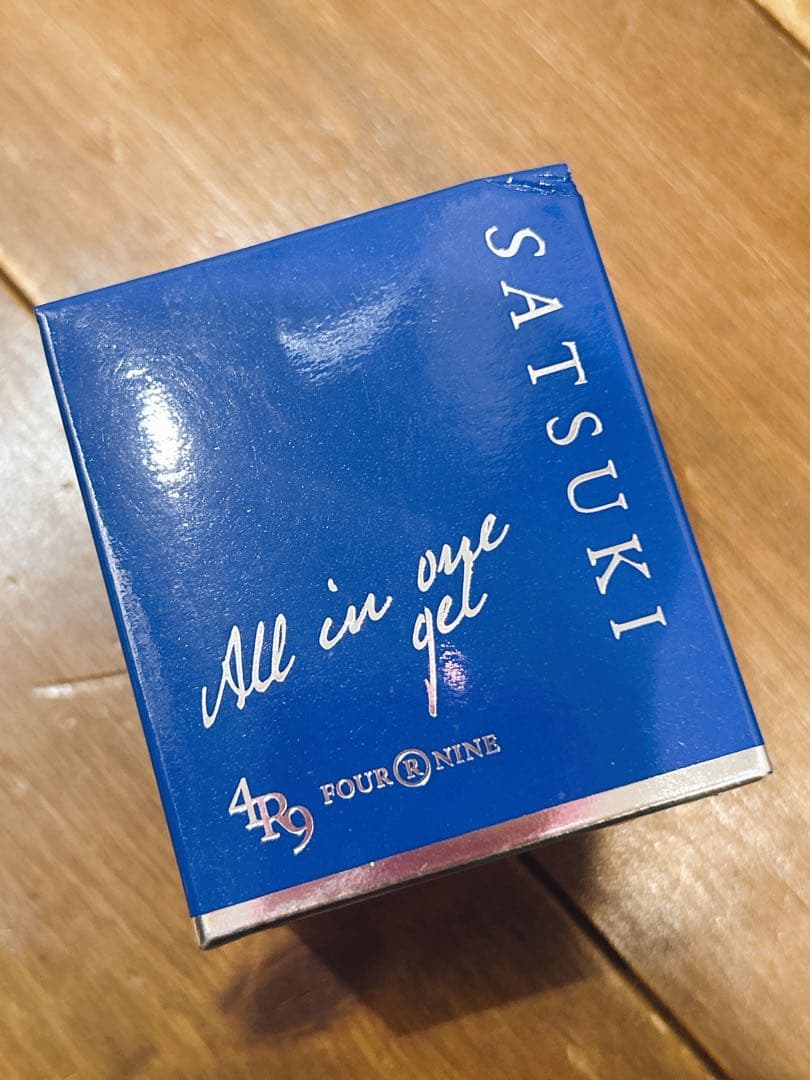 SATSUKI
All in one
gel
4R9 FOUR R NINE